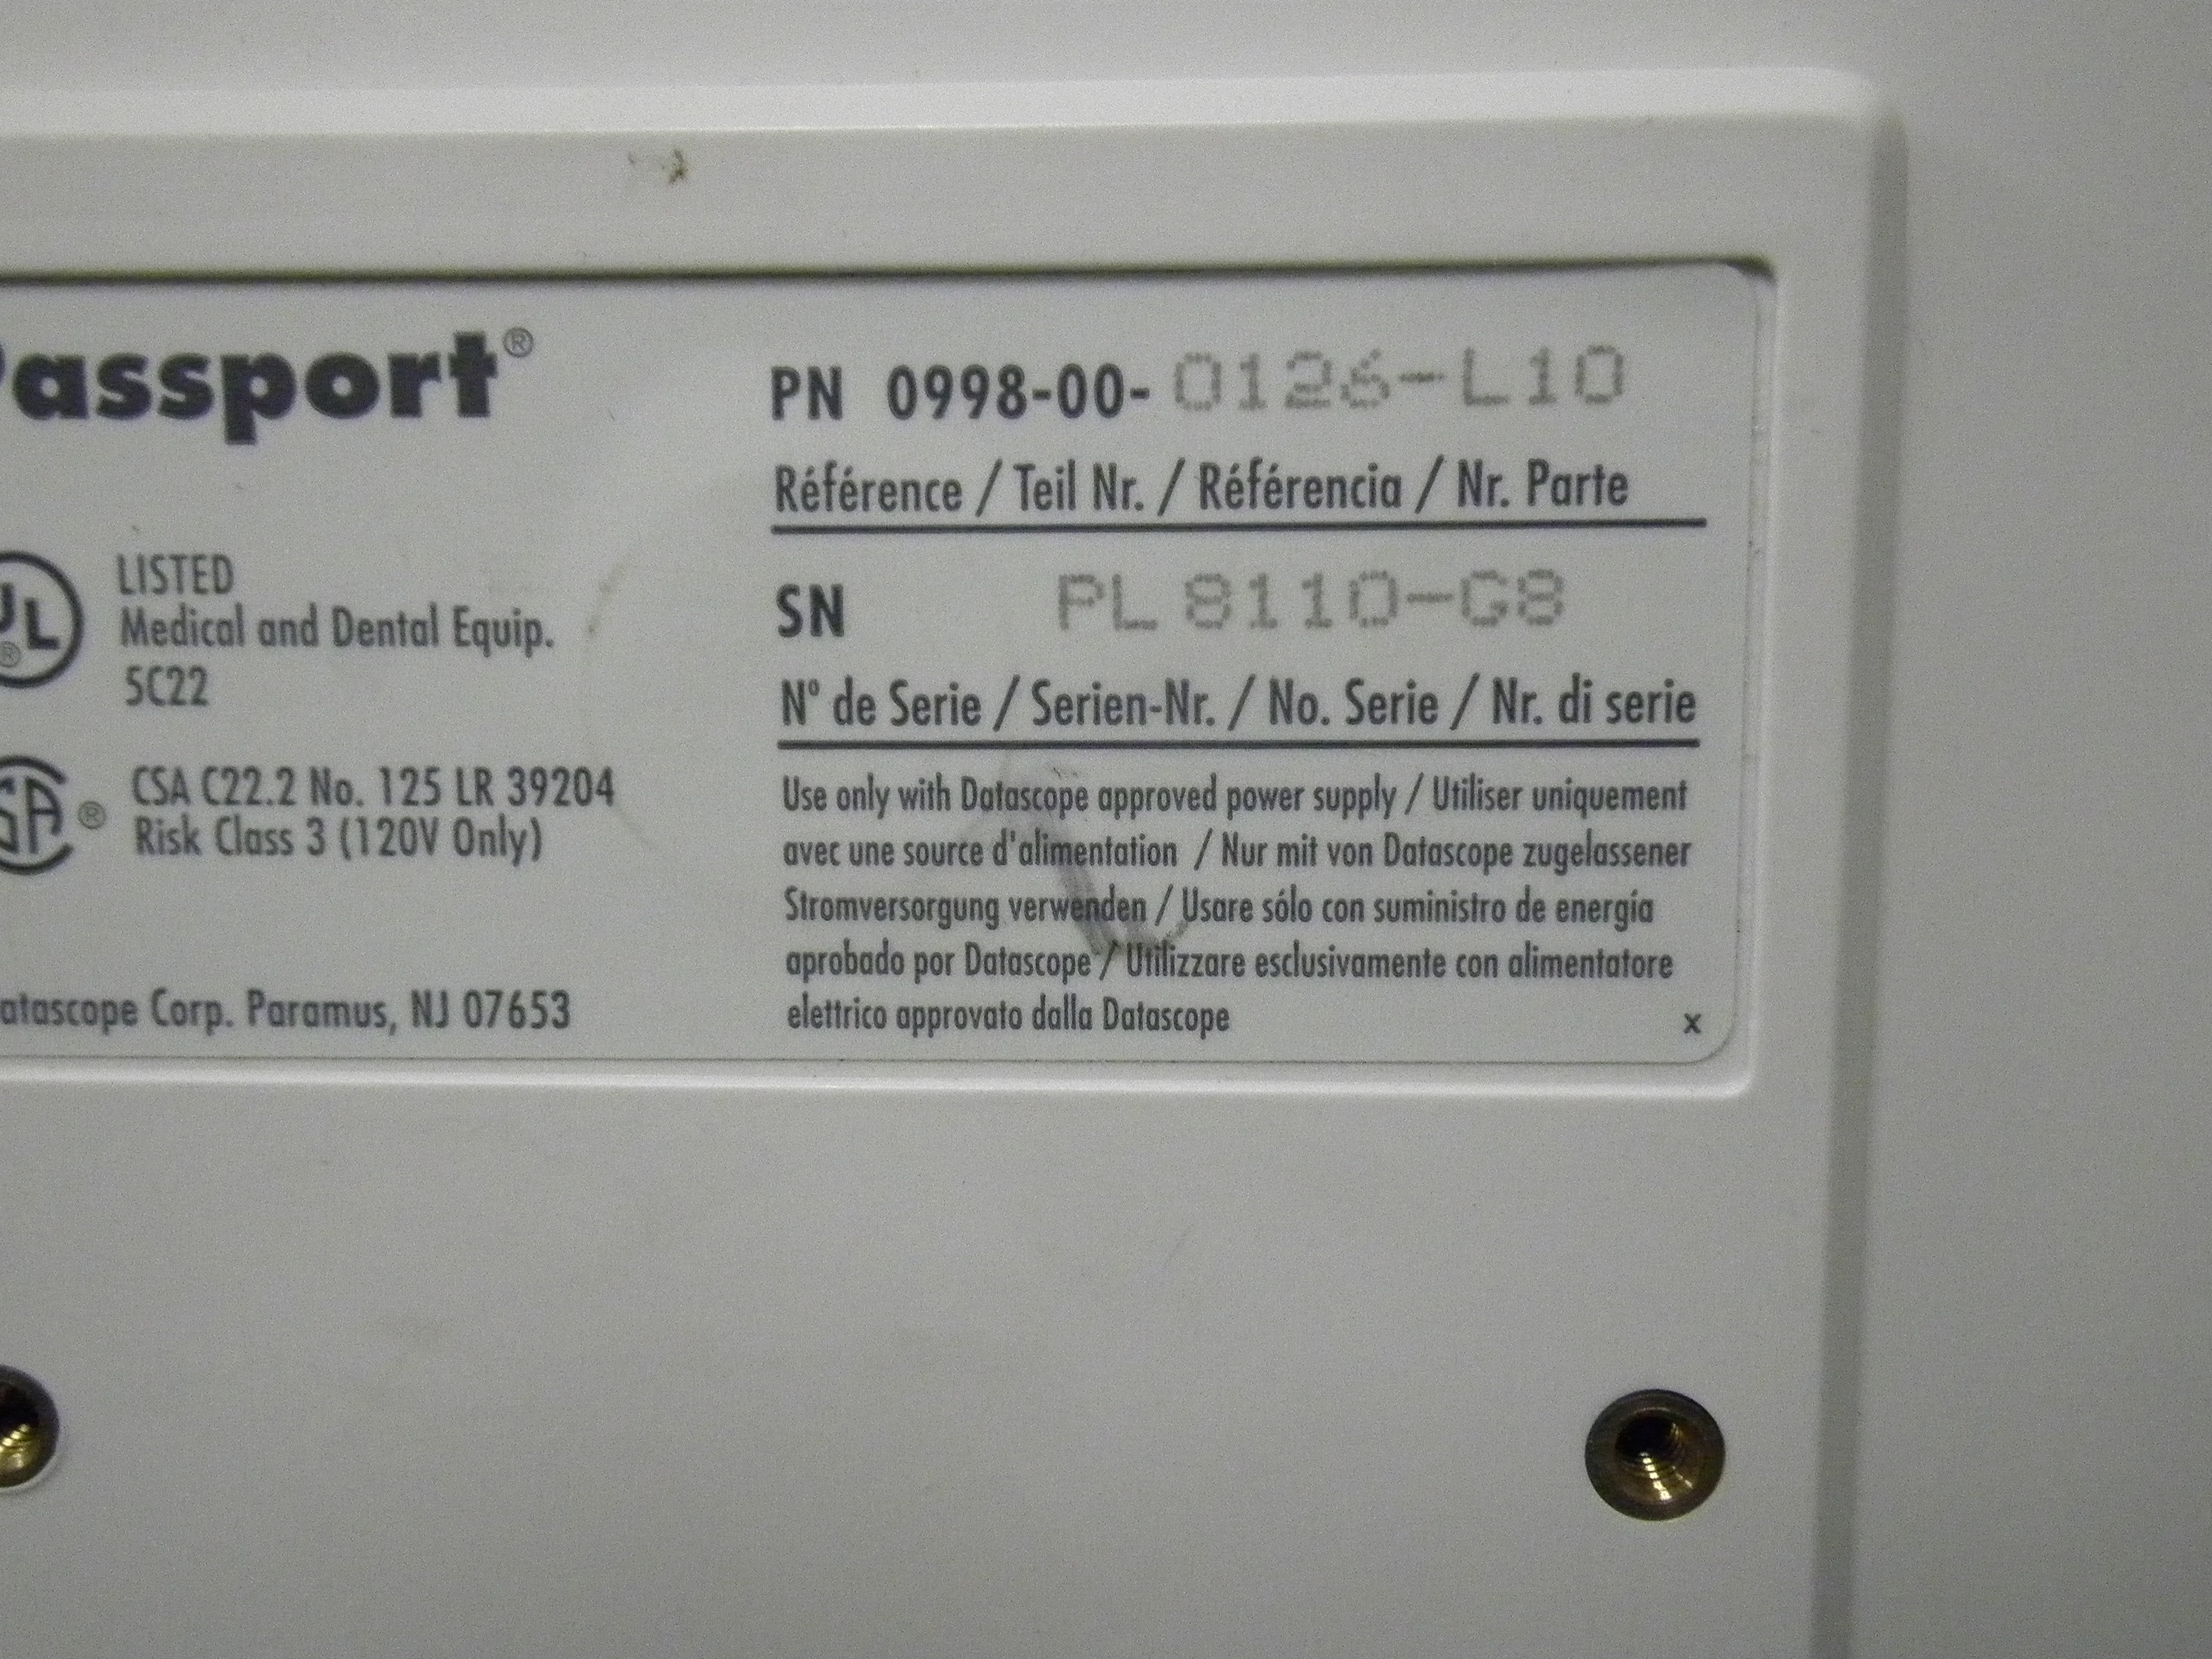 Passport®
PN 0998-00-0126-L10
Référence / Teil Nr. / Référencia / Nr. Parte
UL ®
LISTED
Medical and Dental Equip.
5C22
SN PL8110-G8
N° de Serie / Serien-Nr. / No. Serie / Nr. di serie
SA ®
CSA C22.2 No. 125 LR 39204
Risk Class 3 (120V Only)
Use only with Datascope approved power supply / Utiliser uniquement
avec une source d'alimentation / Nur mit von Datascope zugelassener
Stromversorgung verwenden / Usare sólo con suministro de energía
aprobado por Datascope / Utilizzare esclusivamente con alimentatore
elettrico approvato dalla Datascope
x
atascope Corp. Paramus, NJ 07653